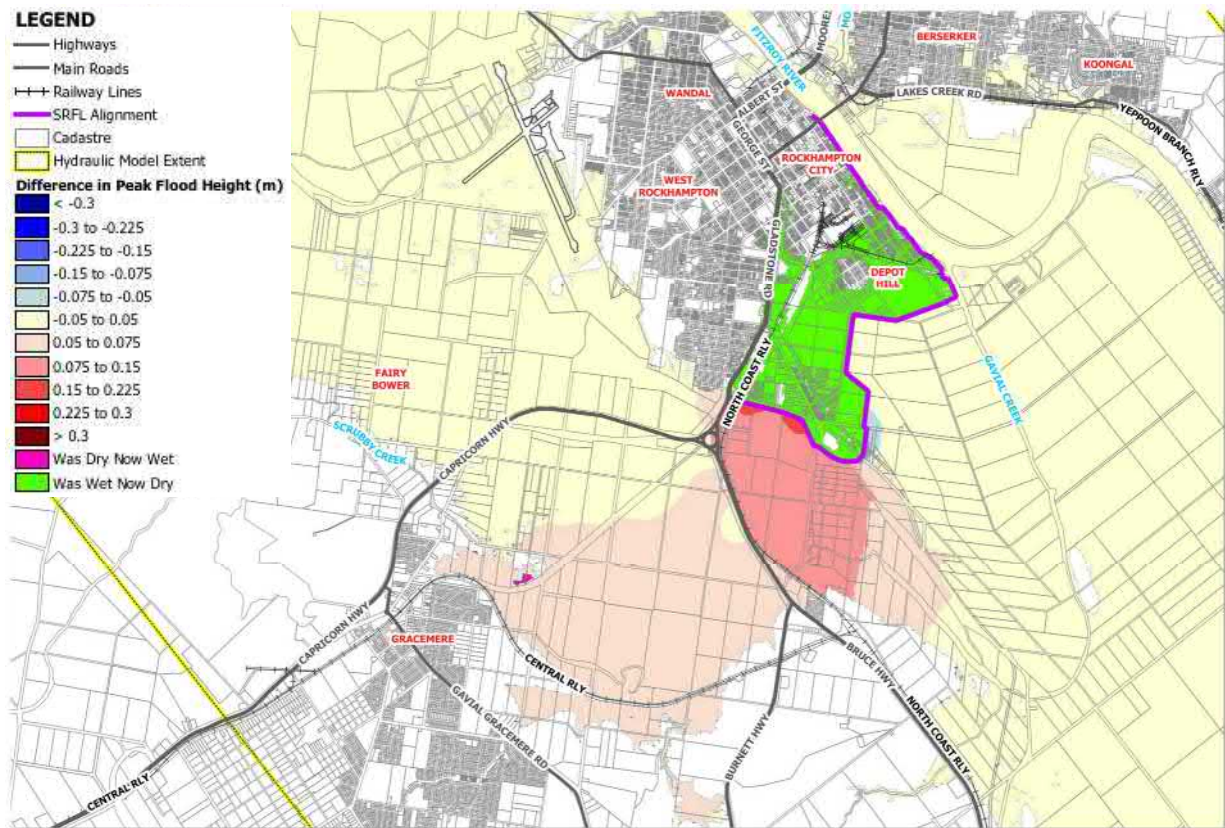 LEGEND
Highways
Main Roads
Railway Lines
SRFL Alignment
Cadastre
Hydraulic Model Extent
Difference in Peak Flood Height (m)
< -0.3
-0.3 to -0.225
-0.225 to -0.15
-0.15 to -0.075
-0.075 to -0.05
-0.05 to 0.05
0.05 to 0.075
0.075 to 0.15
0.15 to 0.225
0.225 to 0.3
> 0.3
Was Dry Now Wet
Was Wet Now Dry
FITZROY RIVER
MOORES
MO
BERSERKER
KOONGAL
WANDAL
ALBERT ST
LAKES CREEK RD
YEPPOON BRANCH RLY
GEORGE ST
ROCKHAMPTON
CITY
WEST
ROCKHAMPTON
GLADSTONE RD
DEPOT
HILL
NORTH COAST RLY
GAVIAL CREEK
FAIRY
BOWER
SCRUBBY CREEK
CAPRICORN HWY
CAPRICORN HWY
GRACEMERE
CENTRAL RLY
GAVIAL GRACEMERE RD
BRUCE HWY
BURNETT HWY
NORTH COAST RLY
CENTRAL RLY